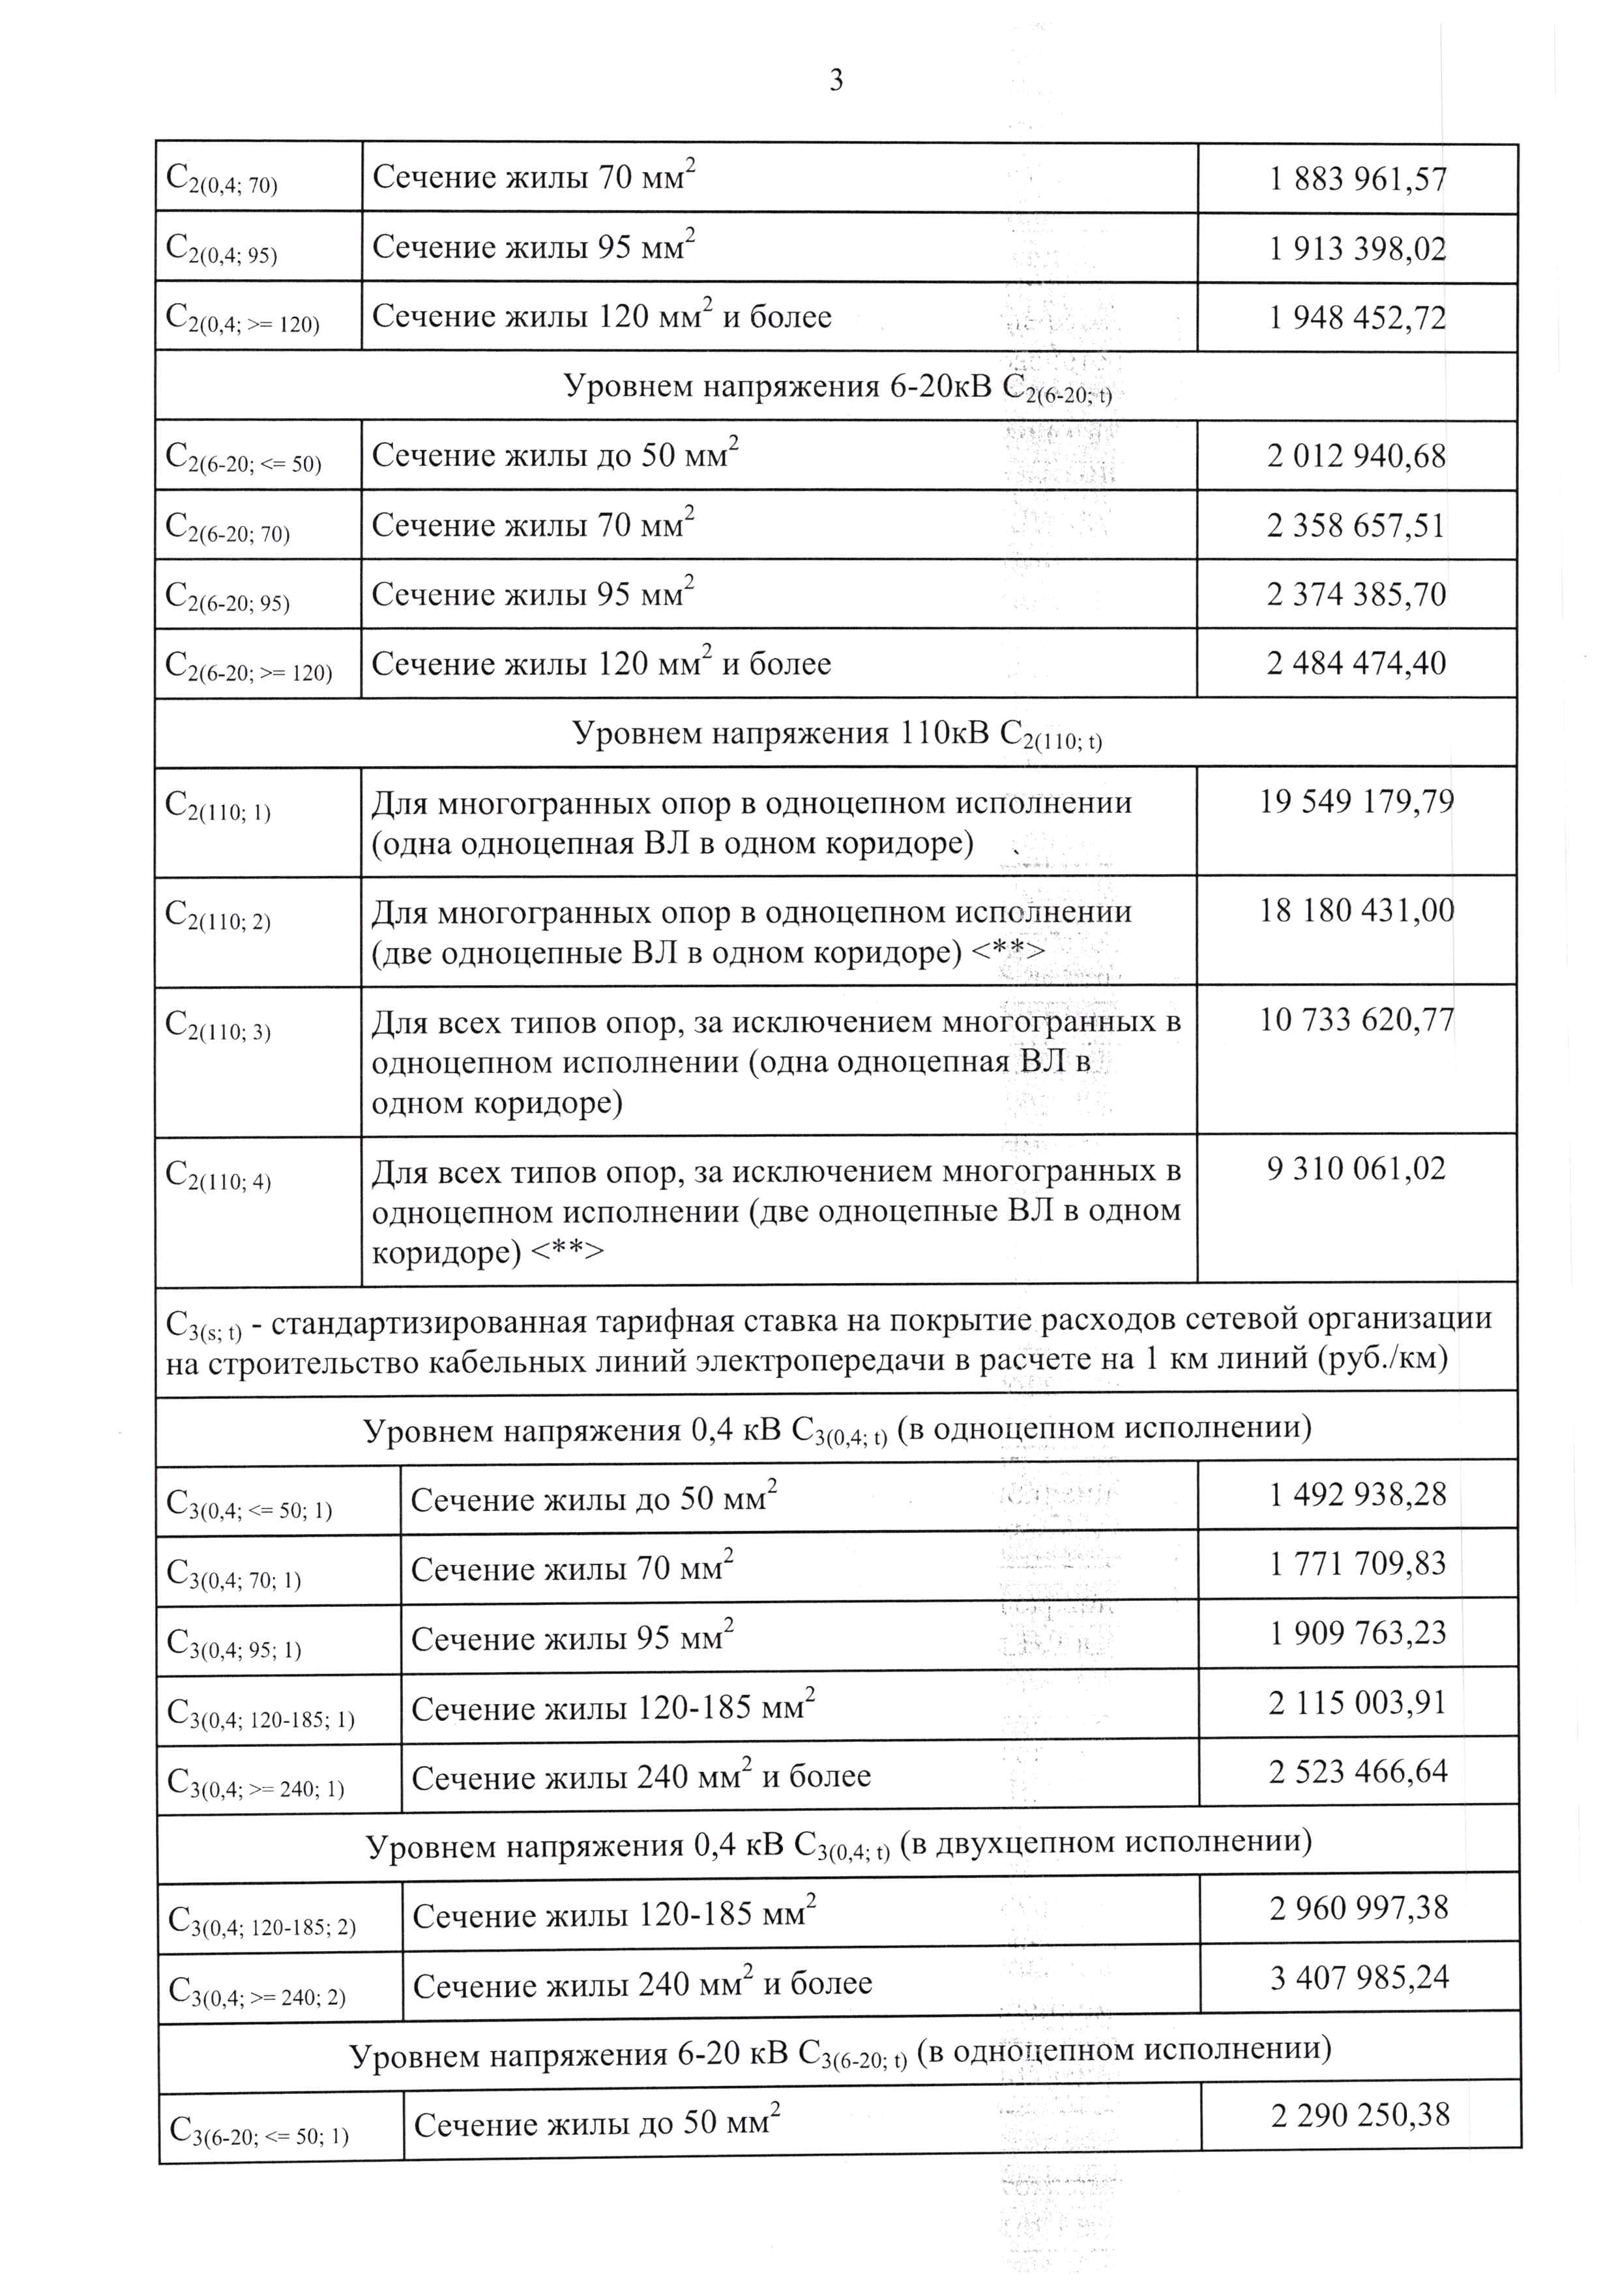 3
C2(0,4; 70) Сечение жилы 70 мм2 1 883 961,57
C2(0,4; 95) Сечение жилы 95 мм2 1 913 398,02
C2(0,4; >= 120) Сечение жилы 120 мм2 и более 1 948 452,72
Уровнем напряжения 6-20кВ C2(6-20; t)
C2(6-20; <= 50) Сечение жилы до 50 мм2 2 012 940,68
C2(6-20; 70) Сечение жилы 70 мм2 2 358 657,51
C2(6-20; 95) Сечение жилы 95 мм2 2 374 385,70
C2(6-20; >= 120) Сечение жилы 120 мм2 и более 2 484 474,40
Уровнем напряжения 110кВ C2(110; t)
C2(110; 1) Для многогранных опор в одноцепном исполнении 19 549 179,79
(одна одноцепная ВЛ в одном коридоре)
C2(110; 2) Для многогранных опор в одноцепном исполнении 18 180 431,00
(две одноцепные ВЛ в одном коридоре) <**>
C2(110; 3) Для всех типов опор, за исключением многогранных в 10 733 620,77
одноцепном исполнении (одна одноцепная ВЛ в
одном коридоре)
C2(110; 4) Для всех типов опор, за исключением многогранных в 9 310 061,02
одноцепном исполнении (две одноцепные ВЛ в одном
коридоре) <**>
C3(s; t) - стандартизированная тарифная ставка на покрытие расходов сетевой организации
на строительство кабельных линий электропередачи в расчете на 1 км линий (руб./км)
Уровнем напряжения 0,4 кВ C3(0,4; t) (в одноцепном исполнении)
C3(0,4; <= 50; 1) Сечение жилы до 50 мм2 1 492 938,28
C3(0,4; 70; 1) Сечение жилы 70 мм2 1 771 709,83
C3(0,4; 95; 1) Сечение жилы 95 мм2 1 909 763,23
C3(0,4; 120-185; 1) Сечение жилы 120-185 мм2 2 115 003,91
C3(0,4; >= 240; 1) Сечение жилы 240 мм2 и более 2 523 466,64
Уровнем напряжения 0,4 кВ C3(0,4; t) (в двухцепном исполнении)
C3(0,4; 120-185; 2) Сечение жилы 120-185 мм2 2 960 997,38
C3(0,4; >= 240; 2) Сечение жилы 240 мм2 и более 3 407 985,24
Уровнем напряжения 6-20 кВ C3(6-20; t) (в одноцепном исполнении)
C3(6-20; <= 50; 1) Сечение жилы до 50 мм2 2 290 250,38